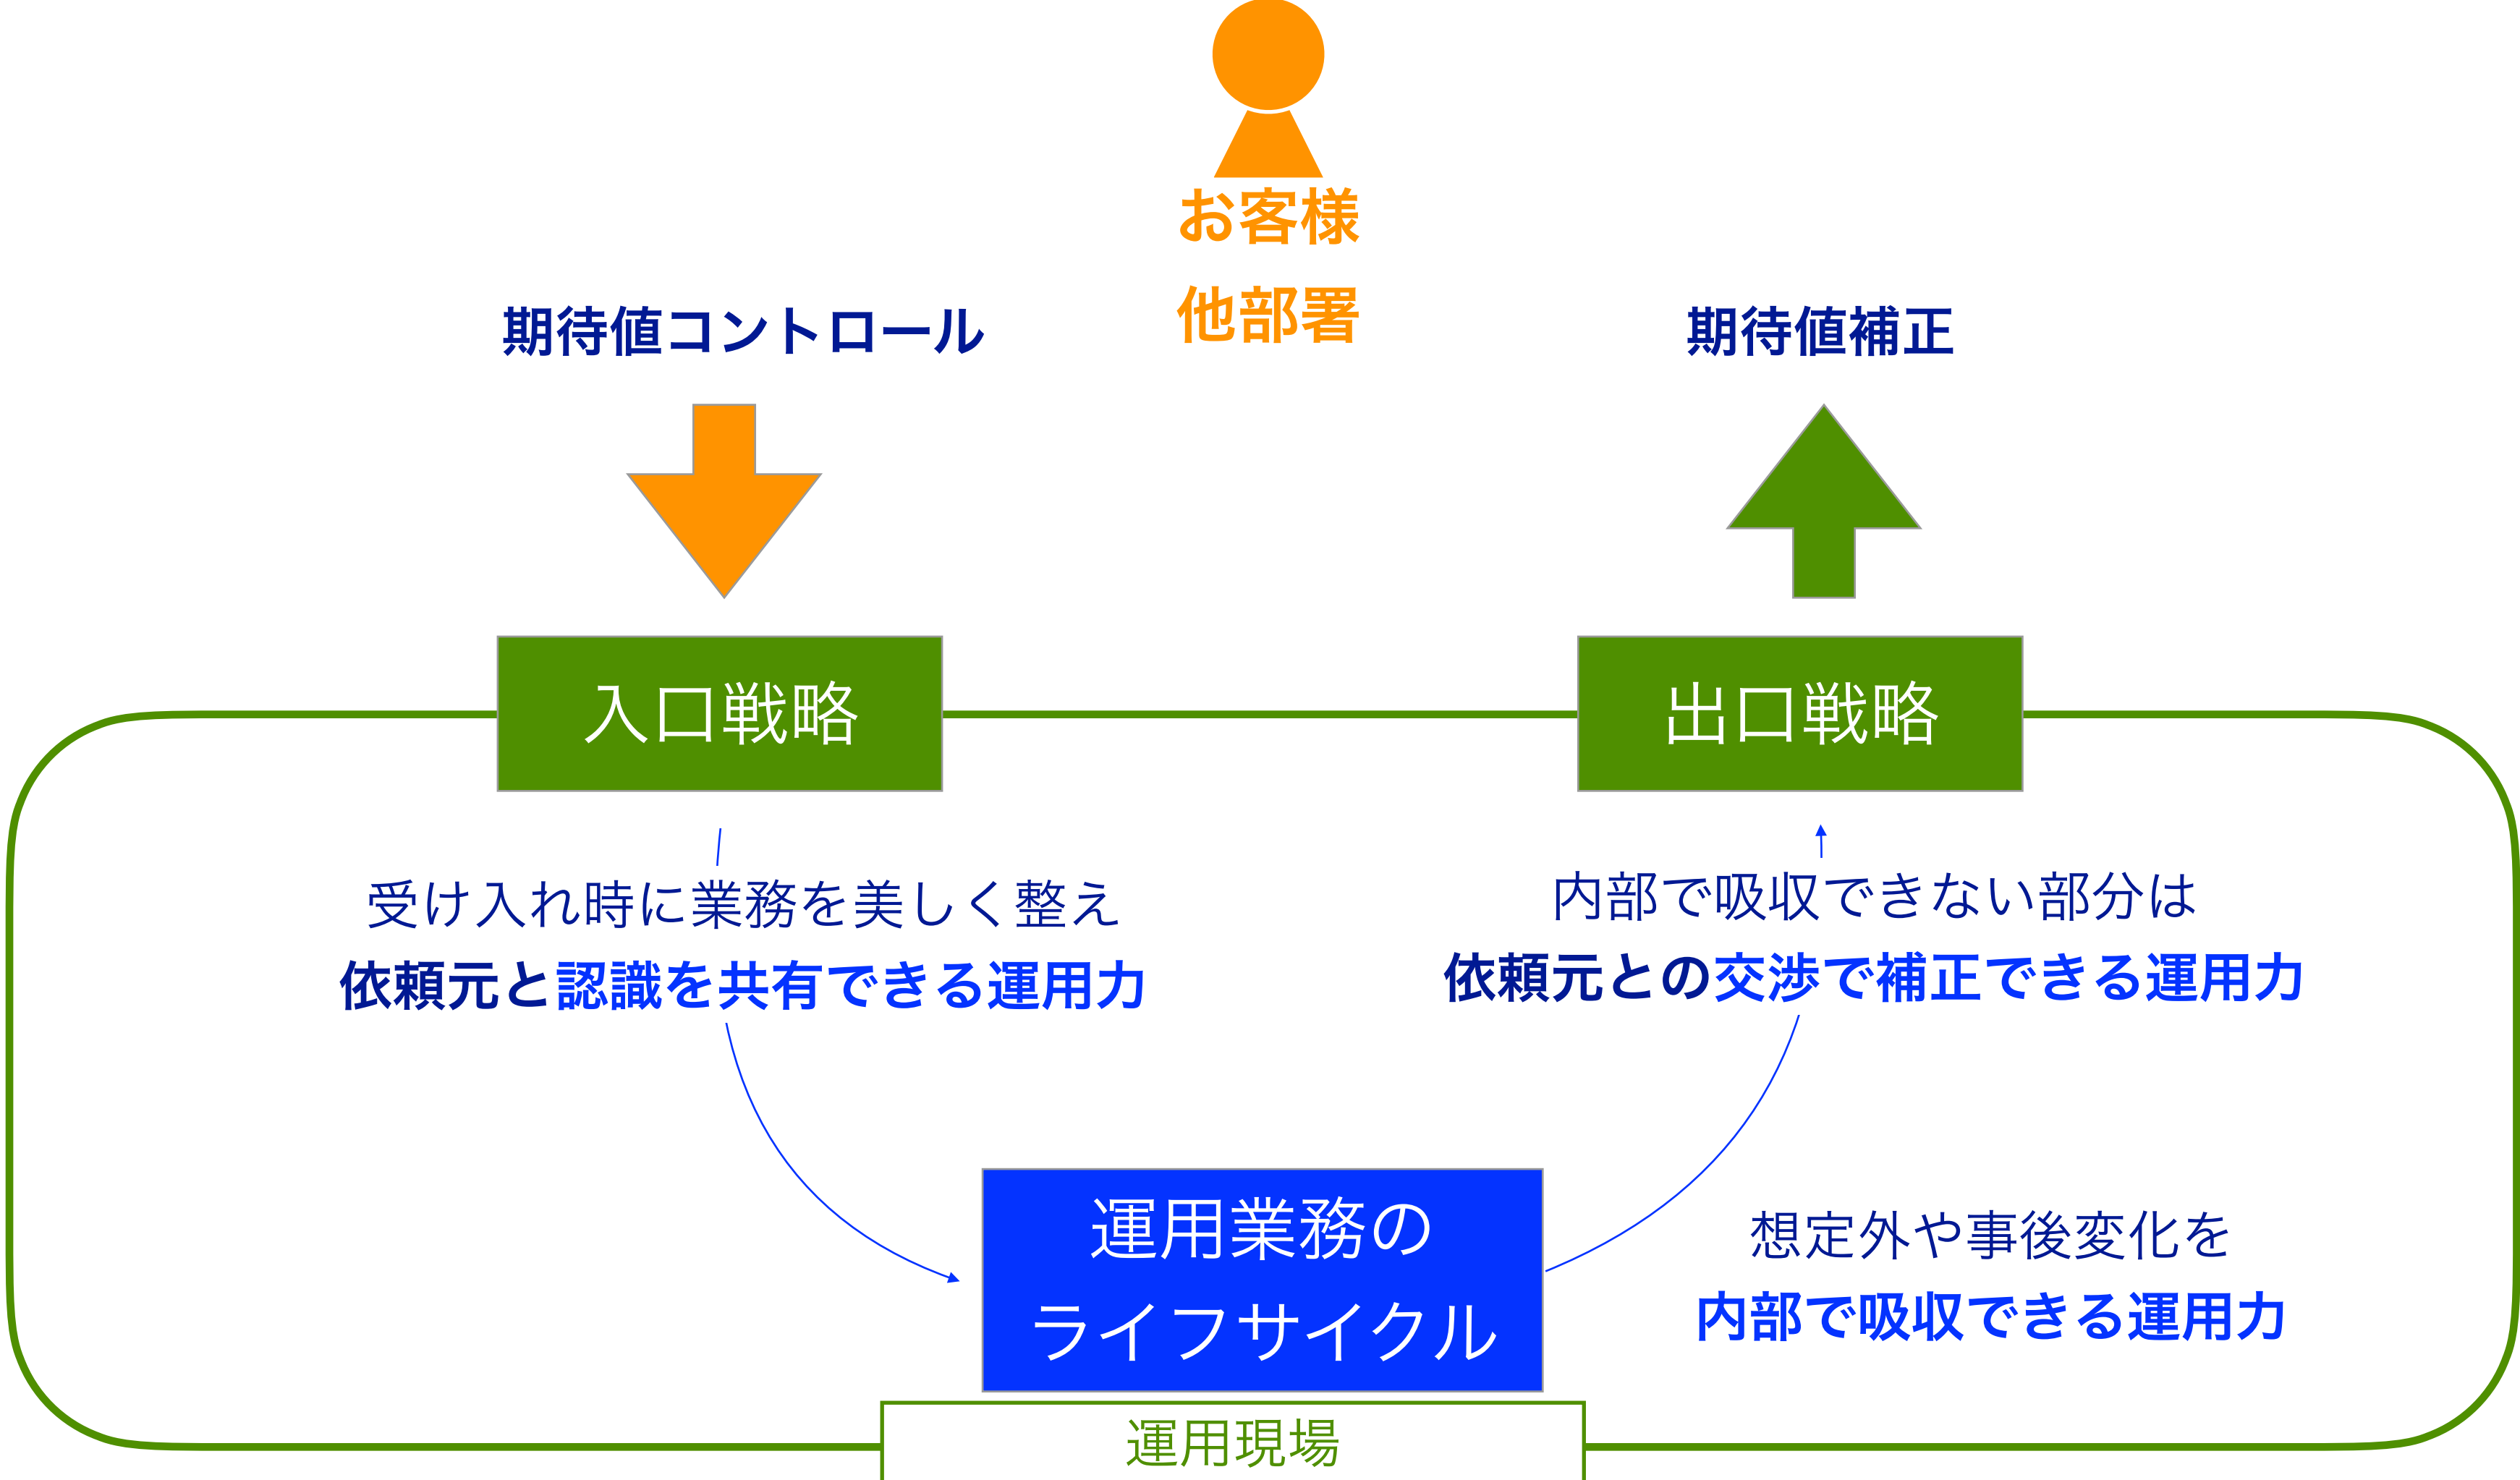 お客様
他部署
期待値コントロール
期待値補正
入口戦略
出口戦略
受け入れ時に業務を美しく整え
依頼元と認識を共有できる運用力
内部で吸収できない部分は
依頼元との交渉で補正できる運用力
運用業務の
ライフサイクル
想定外や事後変化を
内部で吸収できる運用力
運用現場